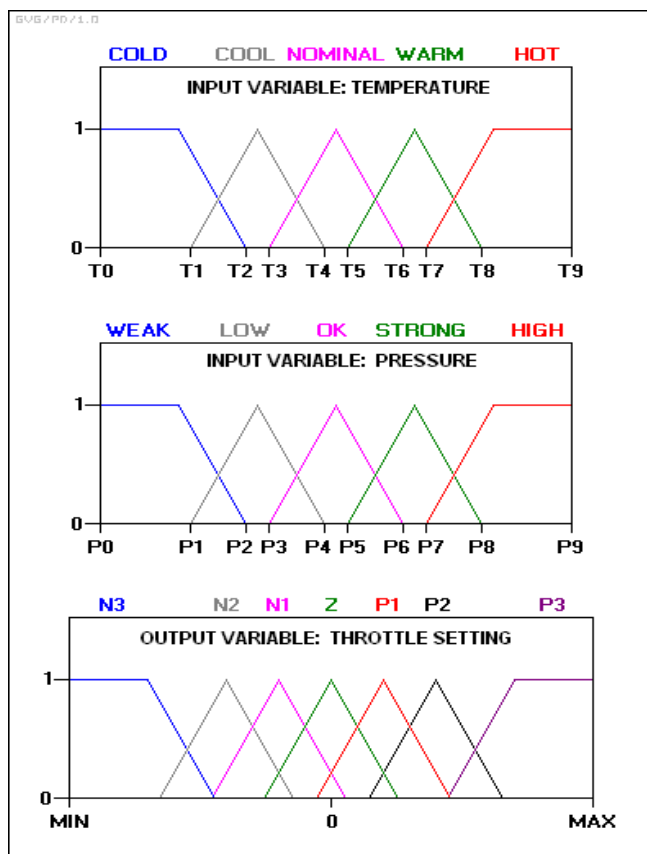 GVG/PD/1.0
COLD COOL NOMINAL WARM HOT
INPUT VARIABLE: TEMPERATURE
1
0
T0 T1 T2 T3 T4 T5 T6 T7 T8 T9
WEAK LOW OK STRONG HIGH
INPUT VARIABLE: PRESSURE
1
0
P0 P1 P2 P3 P4 P5 P6 P7 P8 P9
N3 N2 N1 Z P1 P2 P3
OUTPUT VARIABLE: THROTTLE SETTING
1
0
MIN 0 MAX